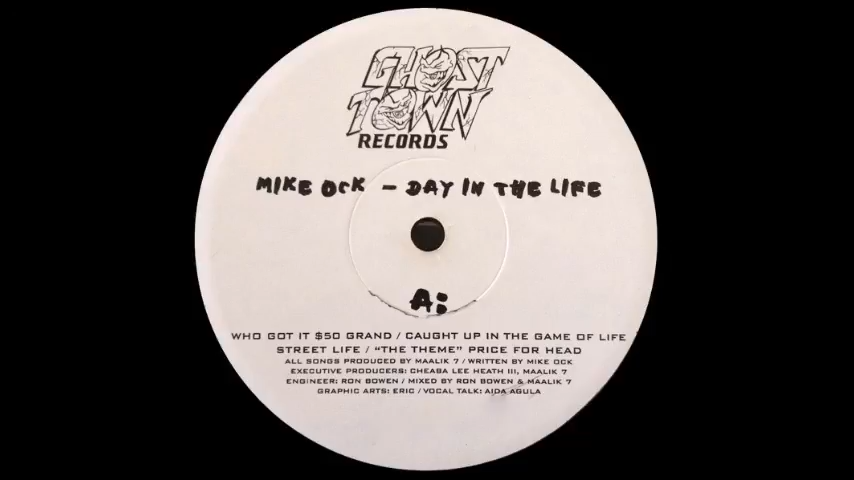 GHOST
TOWN
RECORDS
MIKE OCK - DAY IN THE LIFE
A:
WHO GOT IT $50 GRAND / CAUGHT UP IN THE GAME OF LIFE
STREET LIFE / "THE THEME" PRICE FOR HEAD
ALL SONGS PRODUCED BY MAALIK 7 / WRITTEN BY MIKE OCK
EXECUTIVE PRODUCERS: CHEABA LEE HEATH III, MAALIK 7
ENGINEER: RON BOWEN / MIXED BY RON BOWEN & MAALIK 7
GRAPHIC ARTS: ERIC / VOCAL TALK: AIDA AGULA